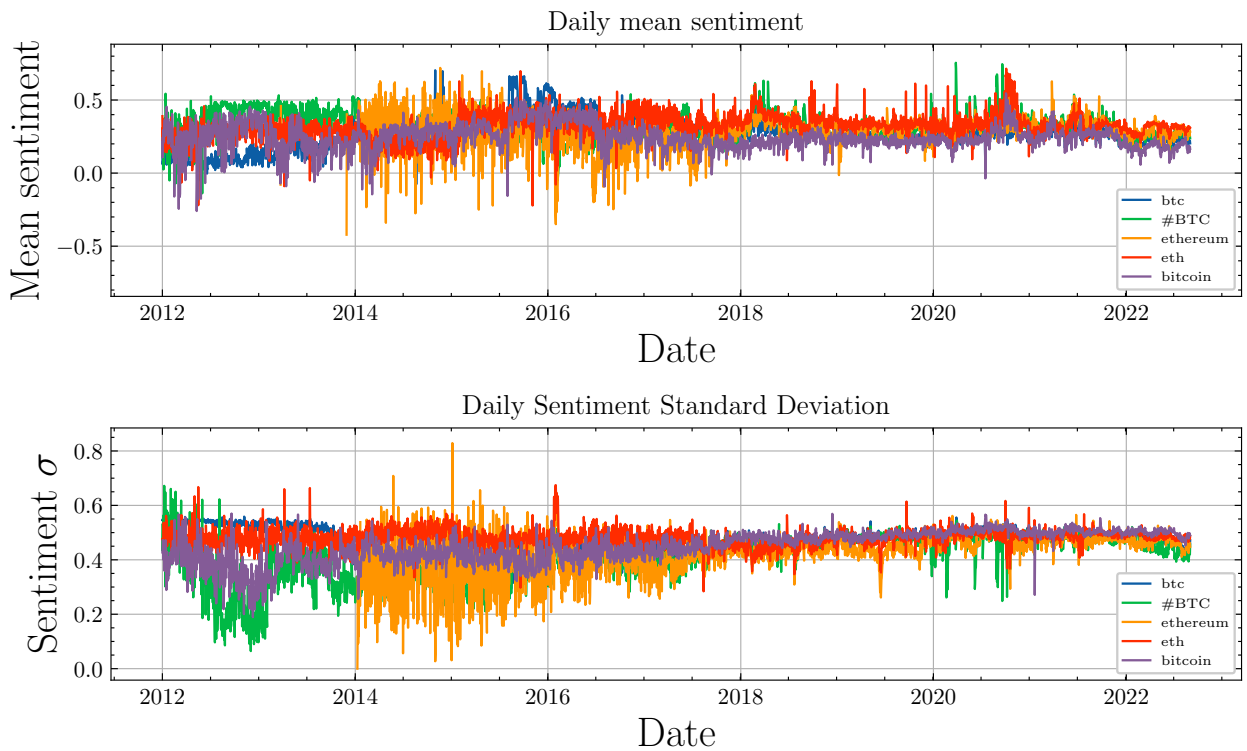 Daily mean sentiment
Mean sentiment
0.5
0.0
−0.5
btc
#BTC
ethereum
eth
bitcoin
2012 2014 2016 2018 2020 2022
Date
Daily Sentiment Standard Deviation
Sentiment σ
0.8
0.6
0.4
0.2
0.0
btc
#BTC
ethereum
eth
bitcoin
2012 2014 2016 2018 2020 2022
Date